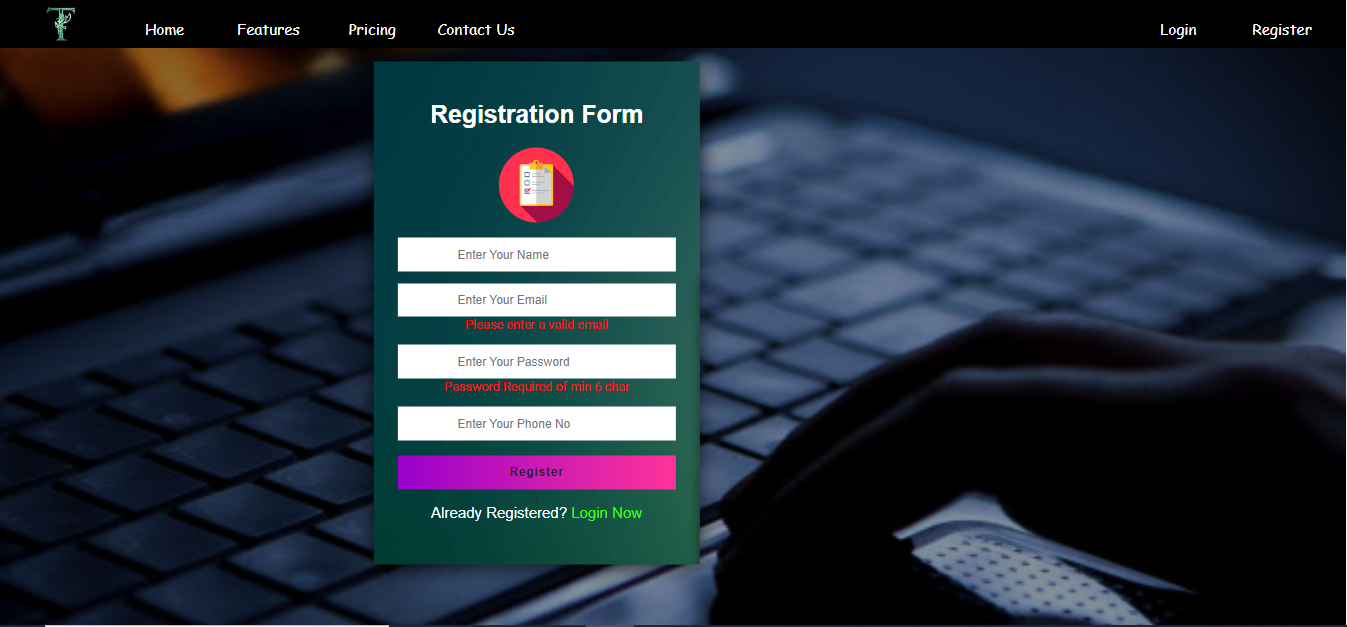 Home Features Pricing Contact Us Login Register
Registration Form
Enter Your Name
Enter Your Email
Please enter a valid email
Enter Your Password
Password Required of min 6 char
Enter Your Phone No
Register
Already Registered? Login Now